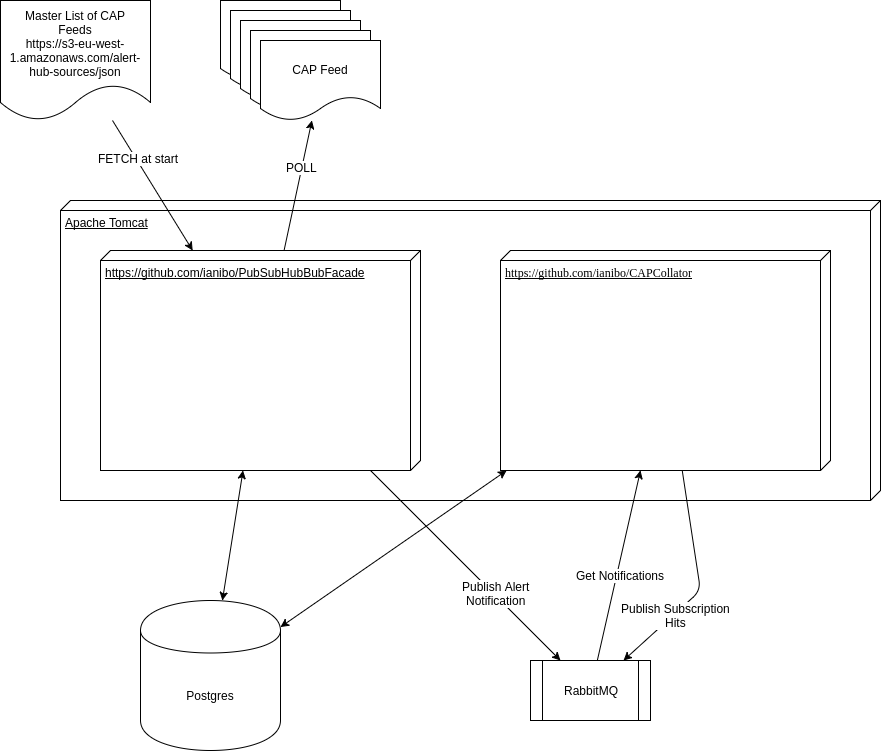 Master List of CAP
Feeds
https://s3-eu-west-
1.amazonaws.com/alert-
hub-sources/json
CAP Feed
FETCH at start
POLL
Apache Tomcat
https://github.com/ianibo/PubSubHubBubFacade
https://github.com/ianibo/CAPCollator
Get Notifications
Publish Alert
Notification
Publish Subscription
Hits
Postgres
RabbitMQ